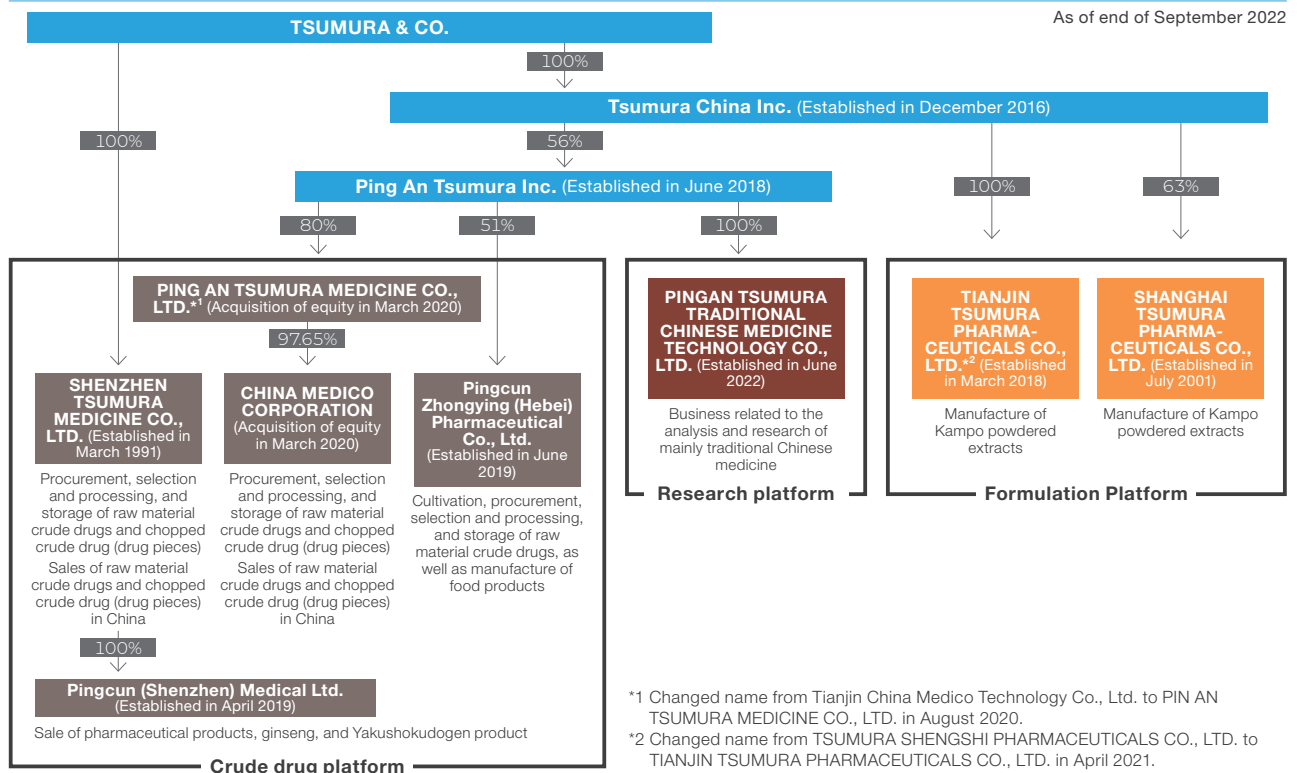 As of end of September 2022
TSUMURA & CO.
100%
Tsumura China Inc. (Established in December 2016)
100%
56%
100%
63%
Ping An Tsumura Inc. (Established in June 2018)
80%
51%
100%
PING AN TSUMURA MEDICINE CO.,
LTD.*1 (Acquisition of equity in March 2020)
97.65%
SHENZHEN
TSUMURA
MEDICINE CO.,
LTD. (Established in
March 1991)
Procurement, selection
and processing, and
storage of raw material
crude drugs and chopped
crude drug (drug pieces)
Sales of raw material
crude drugs and chopped
crude drug (drug pieces)
in China
100%
Pingcun (Shenzhen) Medical Ltd.
(Established in April 2019)
Sale of pharmaceutical products, ginseng, and Yakushokudogen product
CHINA MEDICO
CORPORATION
(Acquisition of equity
in March 2020)
Procurement, selection
and processing, and
storage of raw material
crude drugs and chopped
crude drug (drug pieces)
Sales of raw material
crude drugs and chopped
crude drug (drug pieces)
in China
Pingcun
Zhongying (Hebei)
Pharmaceutical
Co., Ltd.
(Established in June
2019)
Cultivation, procurement,
selection and processing,
and storage of raw
material crude drugs, as
well as manufacture of
food products
Crude drug platform
PINGAN TSUMURA
TRADITIONAL
CHINESE MEDICINE
TECHNOLOGY CO.,
LTD. (Established in June
2022)
Business related to the
analysis and research of
mainly traditional Chinese
medicine
Research platform
TIANJIN
TSUMURA
PHARMA-
CEUTICALS CO.,
LTD.*2 (Established
in March 2018)
Manufacture of
Kampo powdered
extracts
SHANGHAI
TSUMURA
PHARMA-
CEUTICALS CO.,
LTD. (Established in
July 2001)
Manufacture of Kampo
powdered extracts
Formulation Platform
*1 Changed name from Tianjin China Medico Technology Co., Ltd. to PIN AN
TSUMURA MEDICINE CO., LTD. in August 2020.
*2 Changed name from TSUMURA SHENGSHI PHARMACEUTICALS CO., LTD. to
TIANJIN TSUMURA PHARMACEUTICALS CO., LTD. in April 2021.